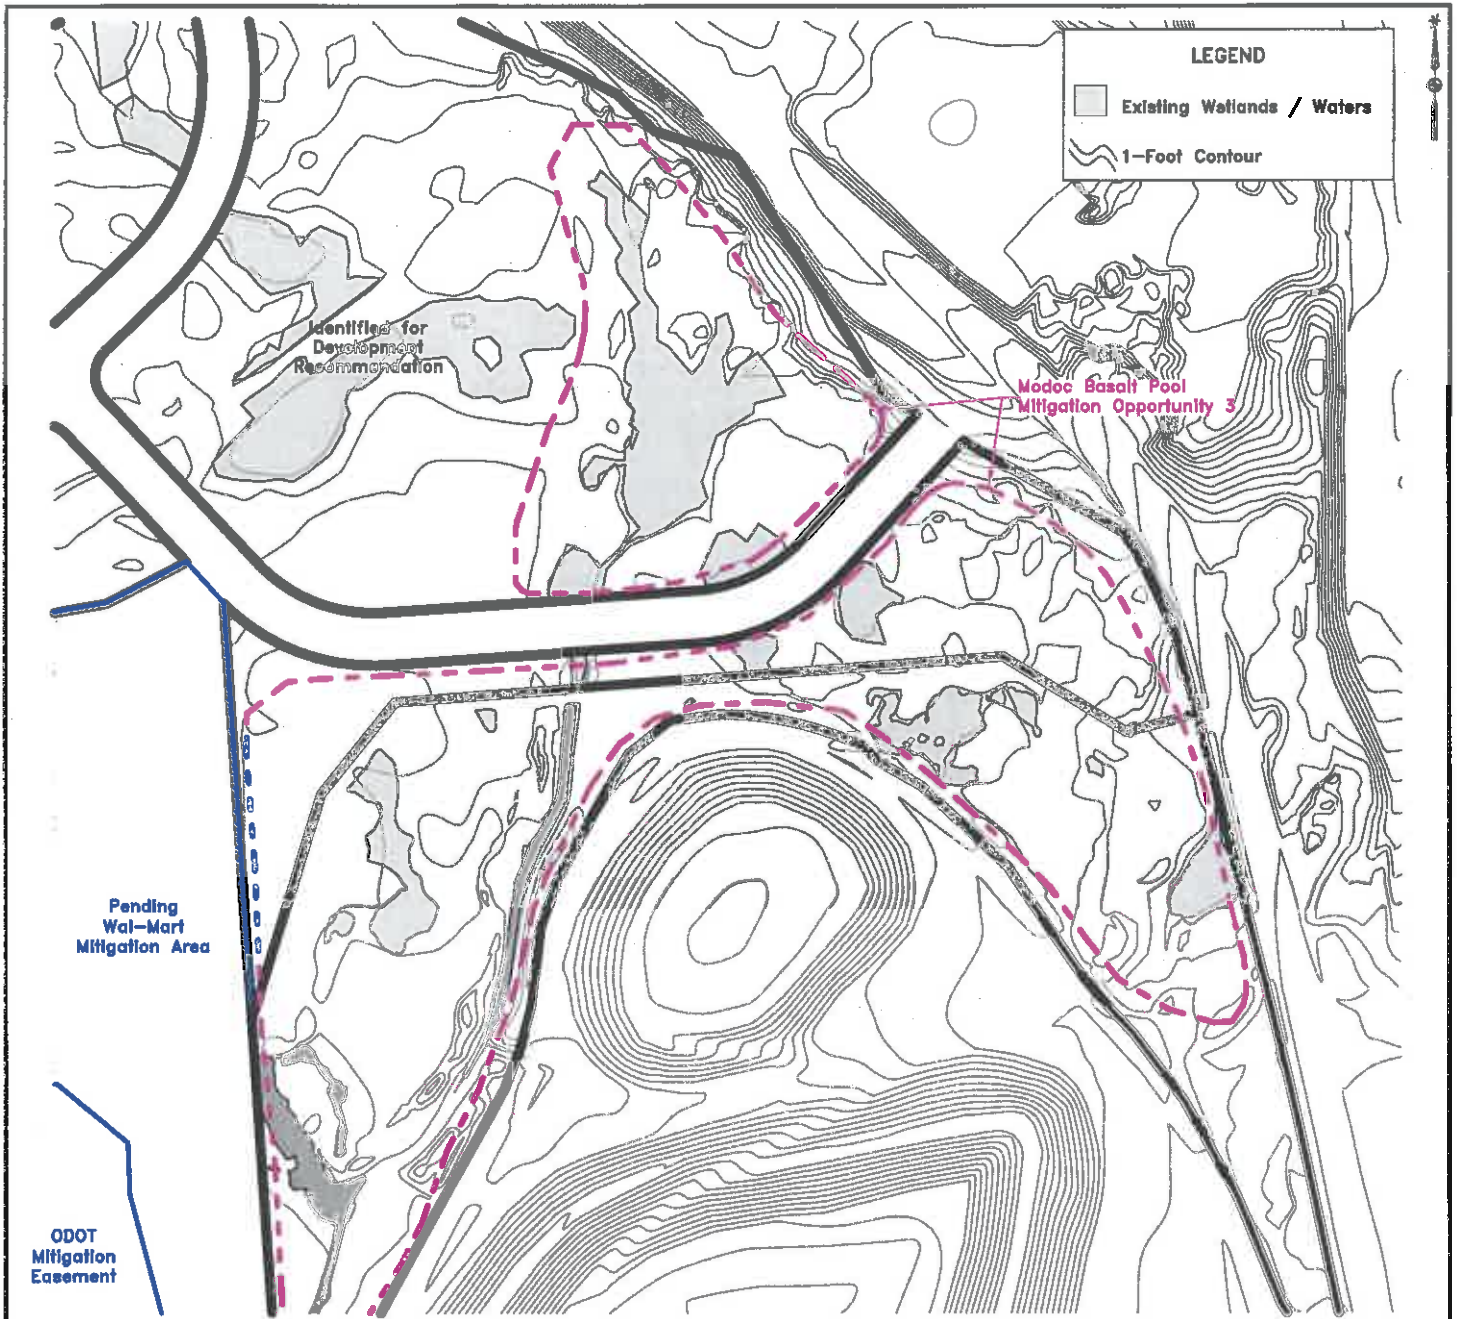 LEGEND
Existing Wetlands / Waters
1-Foot Contour
Identified for
Development
Recommendation
Modoc Basalt Pool
Mitigation Opportunity 3
Pending
Wal-Mart
Mitigation Area
ODOT
Mitigation
Easement